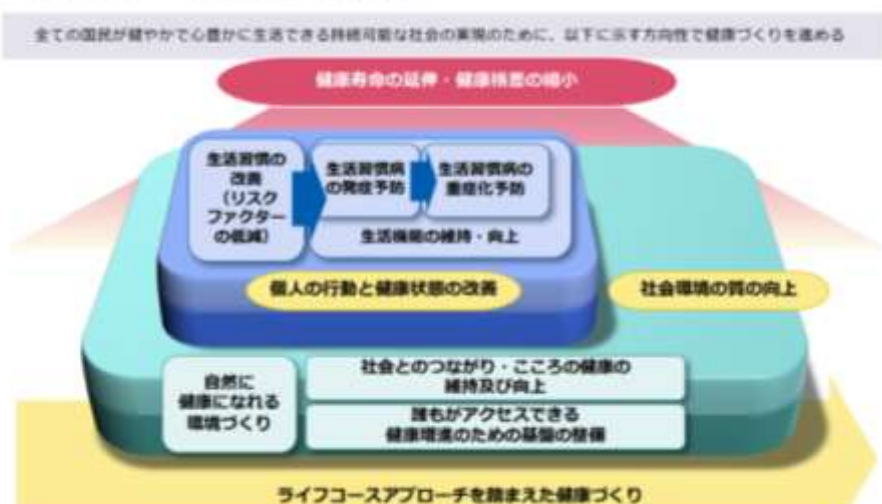 全ての国民が健やかで心豊かに生活できる持続可能な社会の実現のために、以下に示す方向性で健康づくりを進める
健康寿命の延伸・健康格差の縮小
生活習慣の
改善
（リスク
ファクター
の低減）
生活習慣病
の発症予防
生活習慣病の
重症化予防
生活機能の維持・向上
個人の行動と健康状態の改善
社会環境の質の向上
自然に
健康になれる
環境づくり
社会とのつながり・こころの健康の
維持及び向上
誰もがアクセスできる
健康増進のための基盤の整備
ライフコースアプローチを踏まえた健康づくり